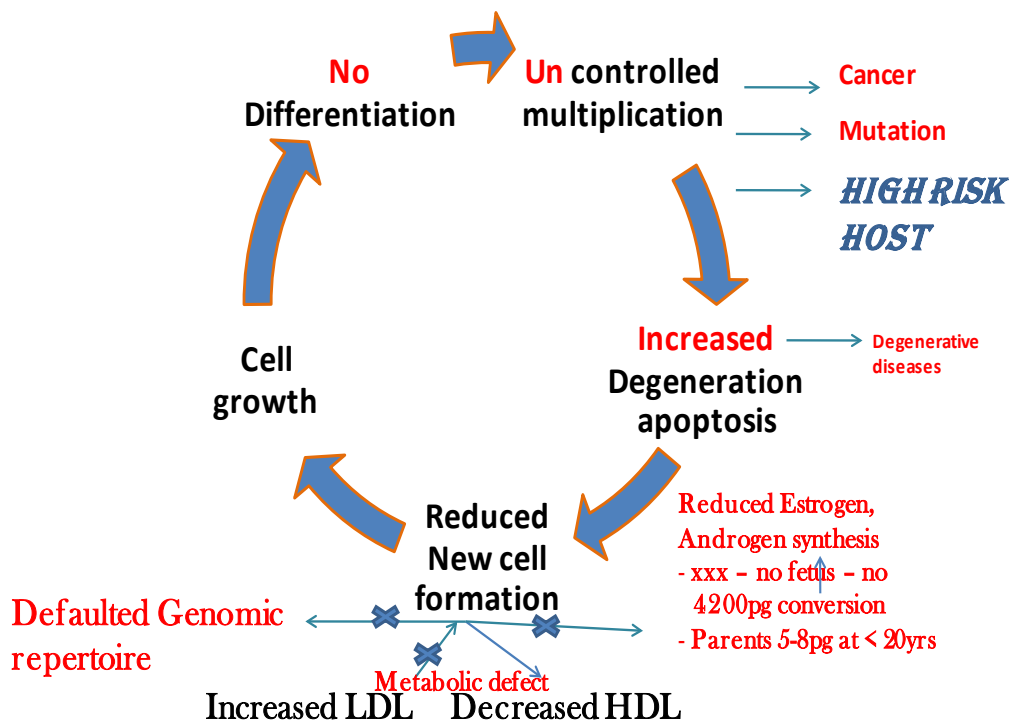 No
Differentiation
Un controlled
multiplication
Cancer
Mutation
HIGH RISK
HOST
Increased
Degeneration
apoptosis
Degenerative
diseases
Cell
growth
Reduced
New cell
formation
Reduced Estrogen,
Androgen synthesis
- xxx – no fetus – no
4200pg conversion
- Parents 5-8pg at < 20yrs
Defaulted Genomic
repertoire
Metabolic defect
Increased LDL
Decreased HDL